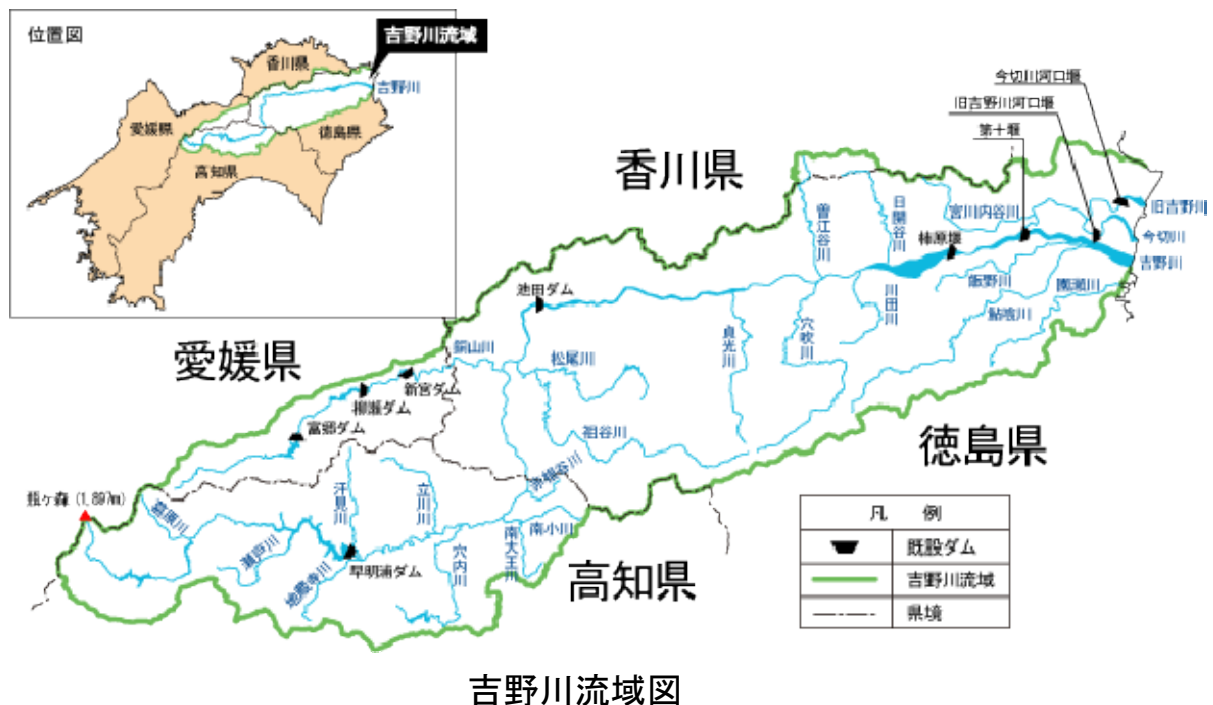 位置図
吉野川流域
香川県
吉野川
愛媛県
徳島県
高知県
今切川河口堰
旧吉野川河口堰
第十堰
香川県
曽江谷川
日開谷川
宮川内谷川
旧吉野川
今切川
吉野川
柿原堰
飯野川
園瀬川
川田川
鮎喰川
池田ダム
貞光川
穴吹川
愛媛県
銅山川
松尾川
新宮ダム
柳瀬ダム
富郷ダム
祖谷川
徳島県
汗見川
立川川
葛原川
瀬戸川
地蔵寺川
早明浦ダム
穴内川
南大王川
南小川
高知県
凡 例
既設ダム
吉野川流域
県境
吉野川流域図